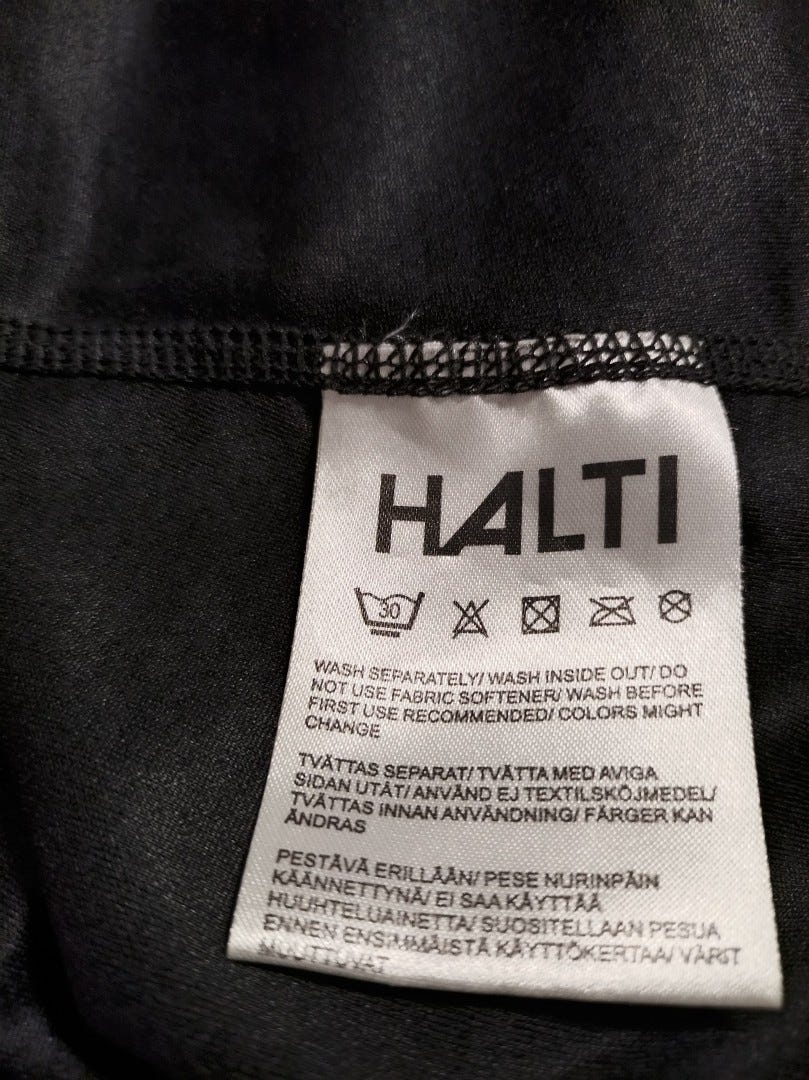 HALTI
30
WASH SEPARATELY/ WASH INSIDE OUT/ DO
NOT USE FABRIC SOFTENER/ WASH BEFORE
FIRST USE RECOMMENDED/ COLORS MIGHT
CHANGE
TVÄTTAS SEPARAT/ TVÄTTA MED AVIGA
SIDAN UTÅT/ ANVÄND EJ TEXTILSKÖJMEDEL/
TVÄTTAS INNAN ANVÄNDNING/ FÄRGER KAN
ÄNDRAS
PESTÄVÄ ERILLÄÄN/ PESE NURINPÄIN
KÄÄNNETTYNÄ/ EI SAA KÄYTTÄÄ
HUUHTELUAINETTA/ SUOSITELLAAN PESUA
ENNEN ENSIMMÄISTÄ KÄYTTÖKERTAA/ VÄRIT
MUUTTUVAT